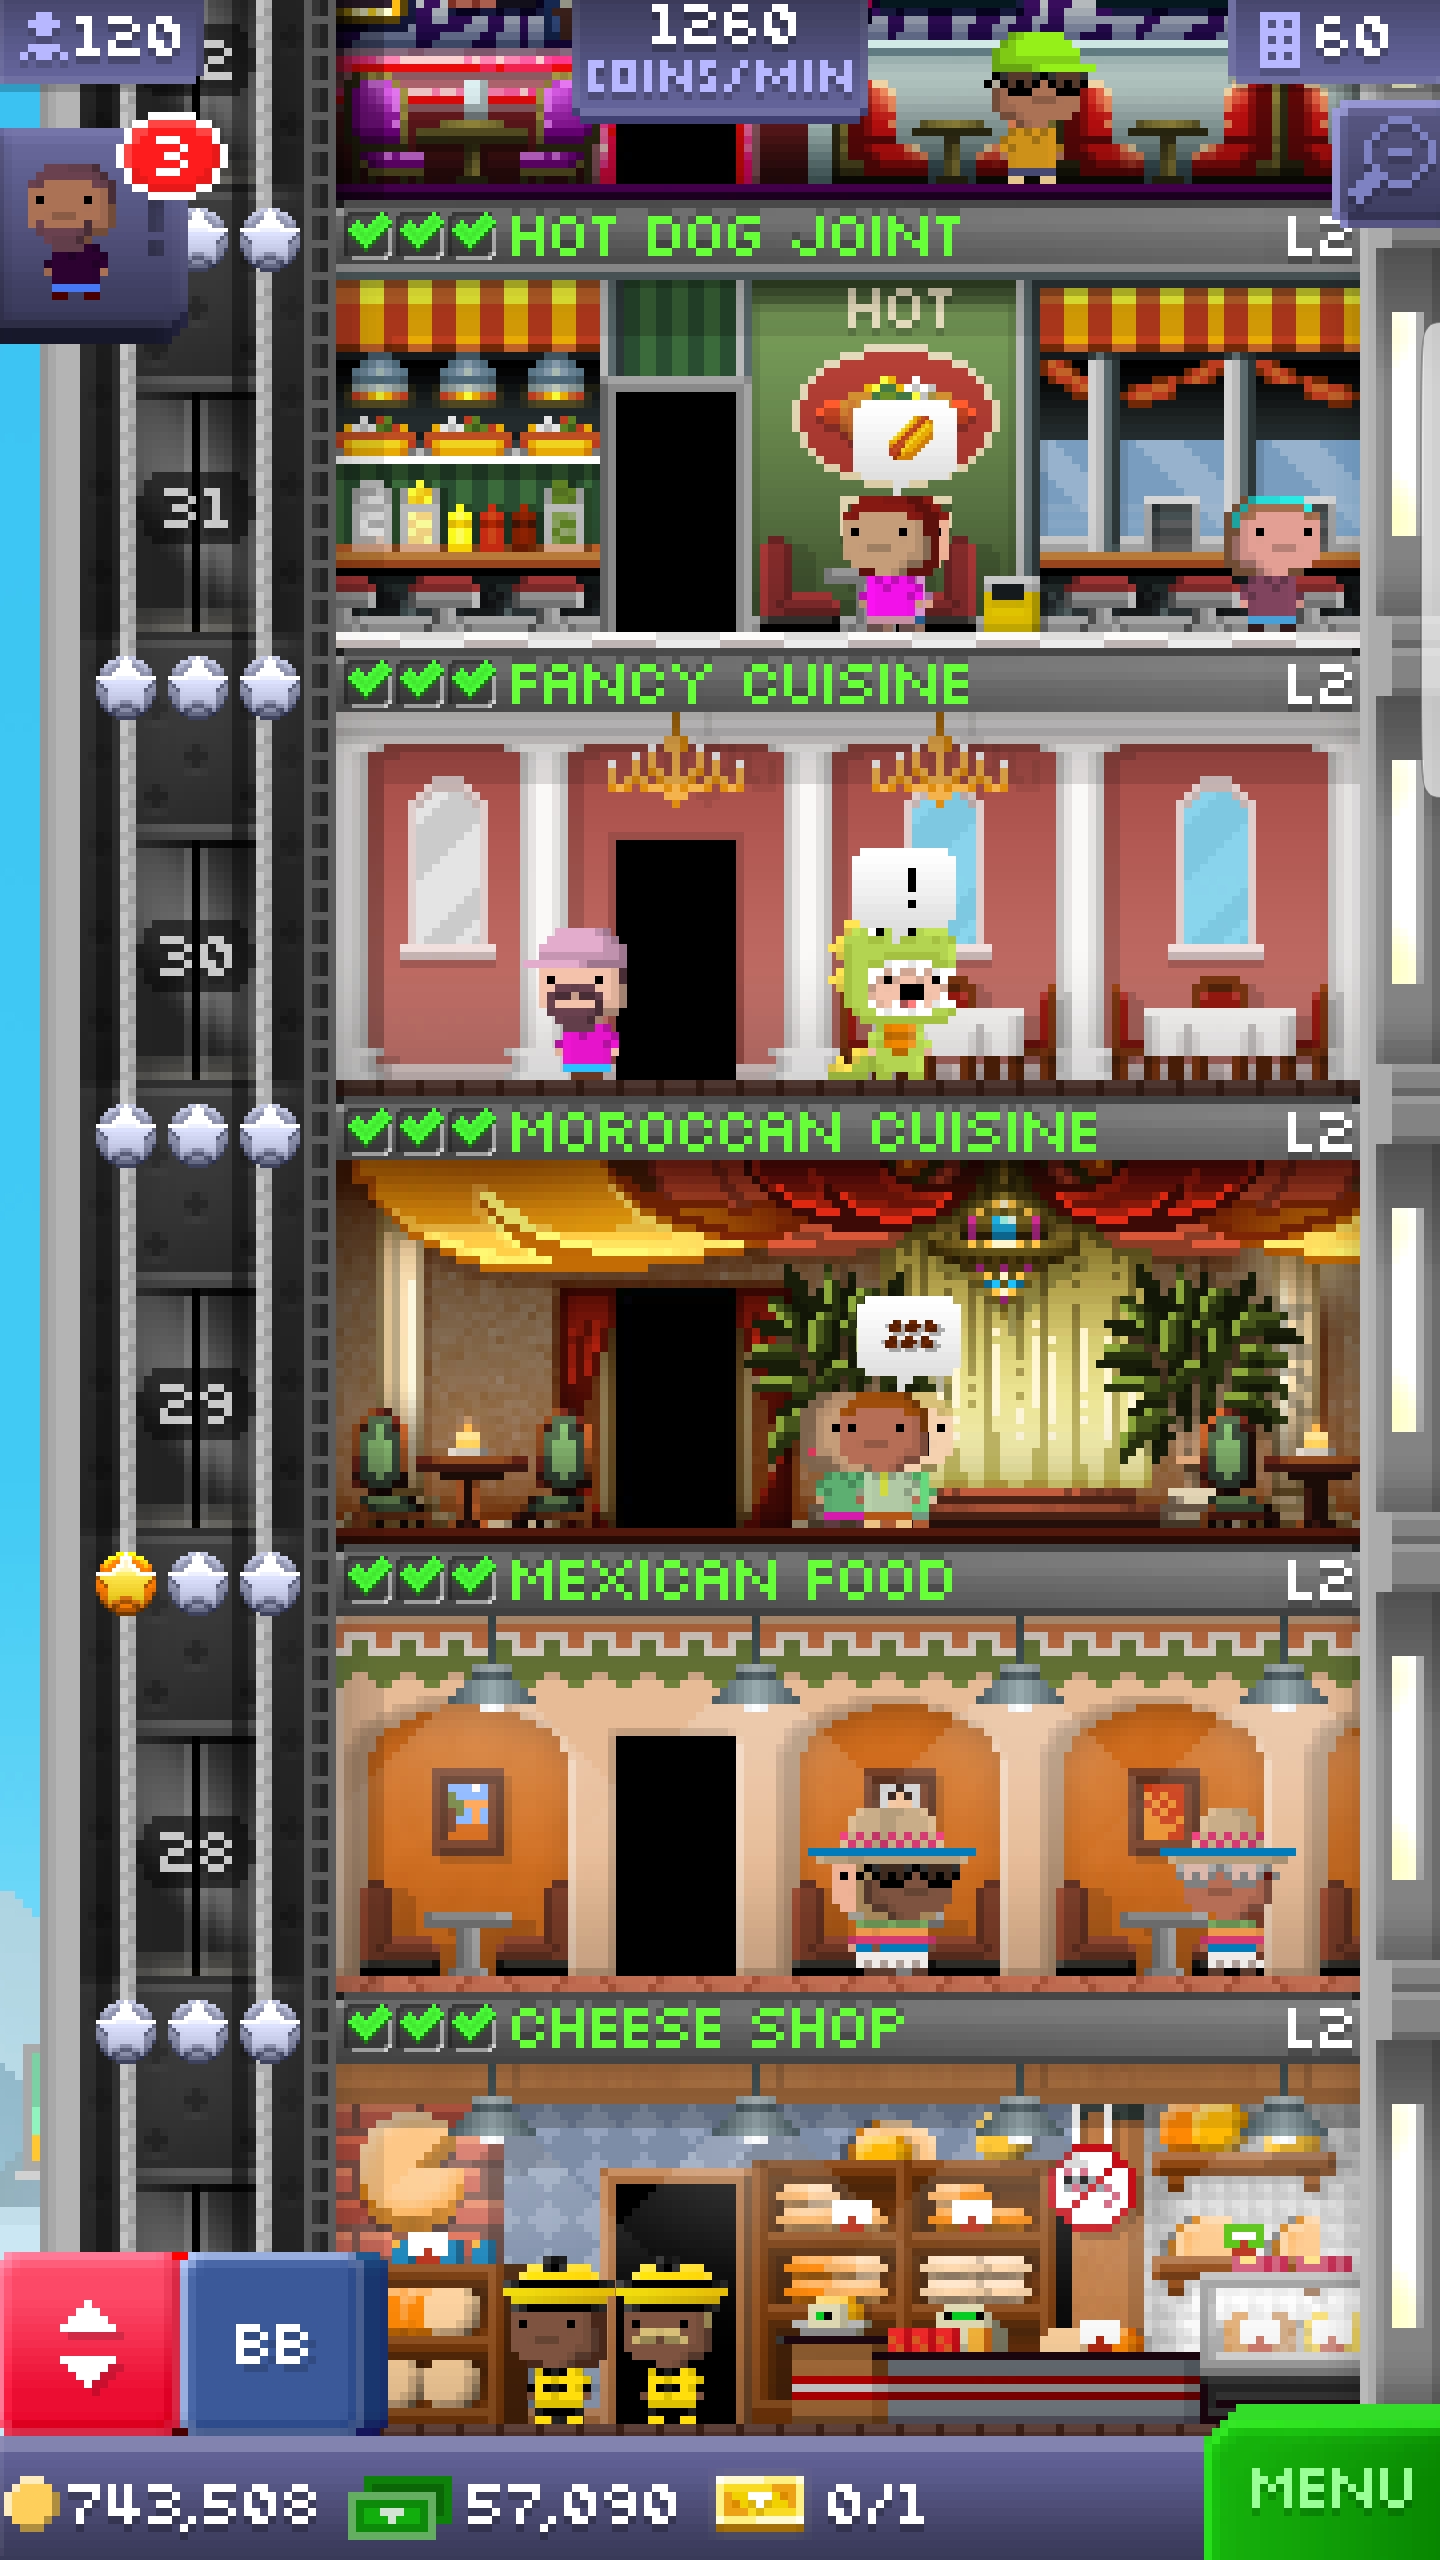 120
1260
COINS/MIN
60
2
3
HOT DOG JOINT L2
HOT
31
!
FANCY CUISINE L2
30
!
MOROCCAN CUISINE L2
29
MEXICAN FOOD L2
28
CHEESE SHOP L2
BB
743,508 57,090 0/1
MENU